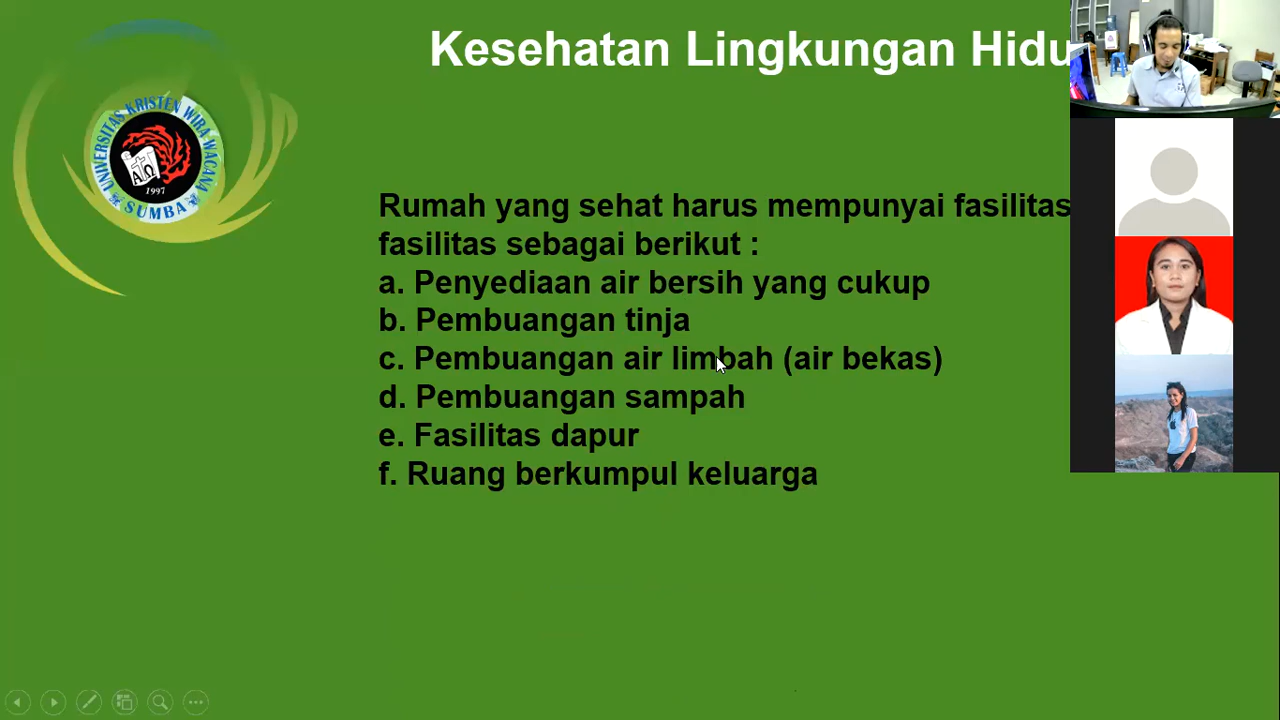 Kesehatan Lingkungan Hidu
UNIVERSITAS KRISTEN WIRA WACANA
A Ω
1997
SUMBA
Rumah yang sehat harus mempunyai fasilitas
fasilitas sebagai berikut :
a. Penyediaan air bersih yang cukup
b. Pembuangan tinja
c. Pembuangan air limbah (air bekas)
d. Pembuangan sampah
e. Fasilitas dapur
f. Ruang berkumpul keluarga